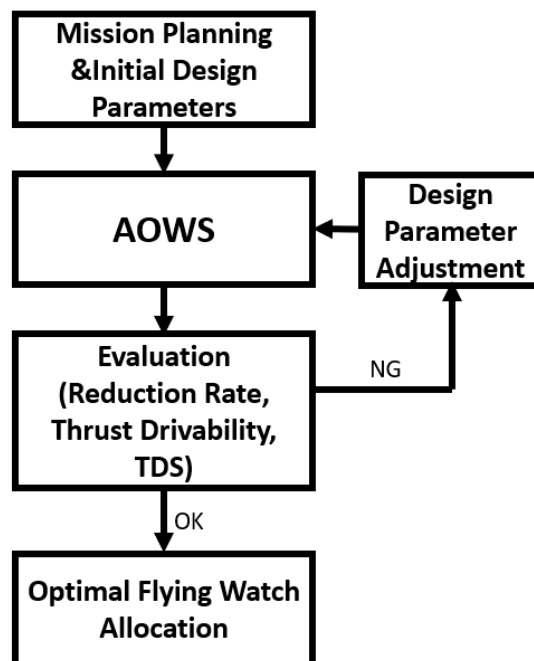 Mission Planning
&Initial Design
Parameters
AOWS
Design
Parameter
Adjustment
Evaluation
(Reduction Rate,
Thrust Drivability,
TDS)
NG
OK
Optimal Flying Watch
Allocation